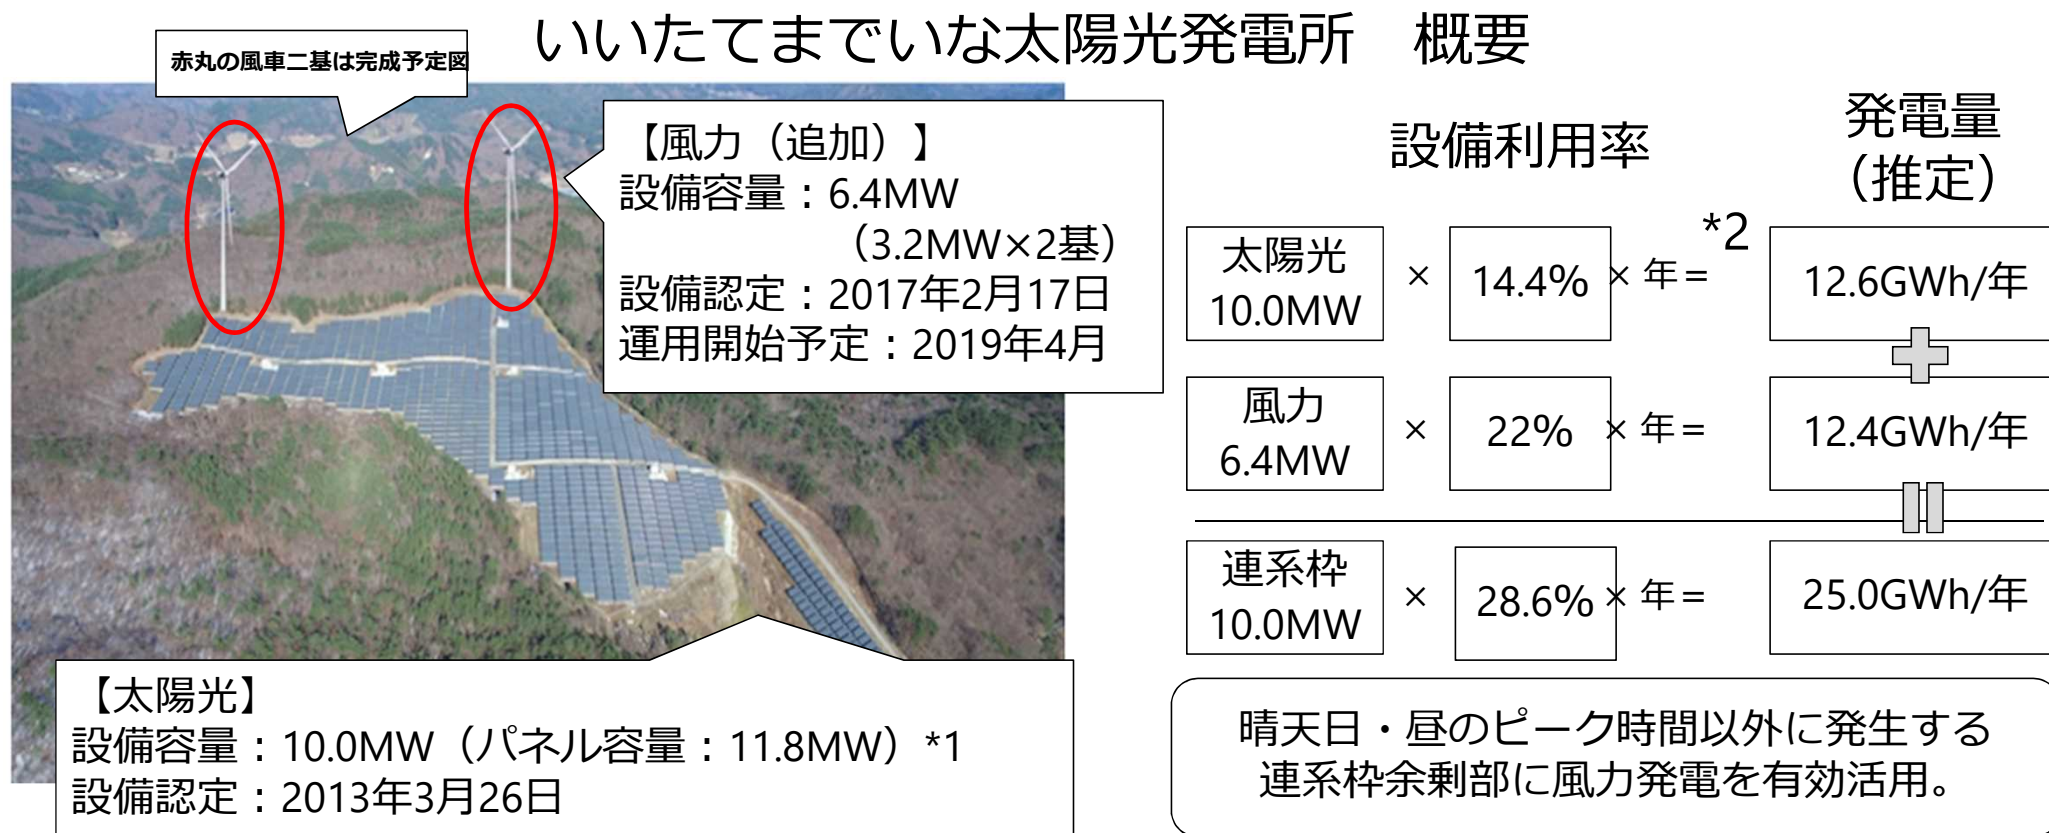 いいたてまでいな太陽光発電所　概要
赤丸の風車二基は完成予定図
【風力（追加）】
設備容量：6.4MW
（3.2MW×2基）
設備認定：2017年2月17日
運用開始予定：2019年4月
【太陽光】
設備容量：10.0MW（パネル容量：11.8MW）*1
設備認定：2013年3月26日
設備利用率
発電量
（推定）
*2
太陽光
10.0MW
×
14.4%
× 年＝
12.6GWh/年
風力
6.4MW
×
22%
× 年＝
12.4GWh/年
連系枠
10.0MW
×
28.6%
× 年＝
25.0GWh/年
晴天日・昼のピーク時間以外に発生する
連系枠余剰部に風力発電を有効活用。